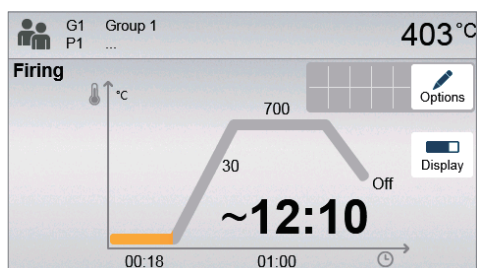 G1 Group 1
P1 ...
403°C
Firing
°C
Options
700
Display
30
Off
~12:10
00:18 01:00